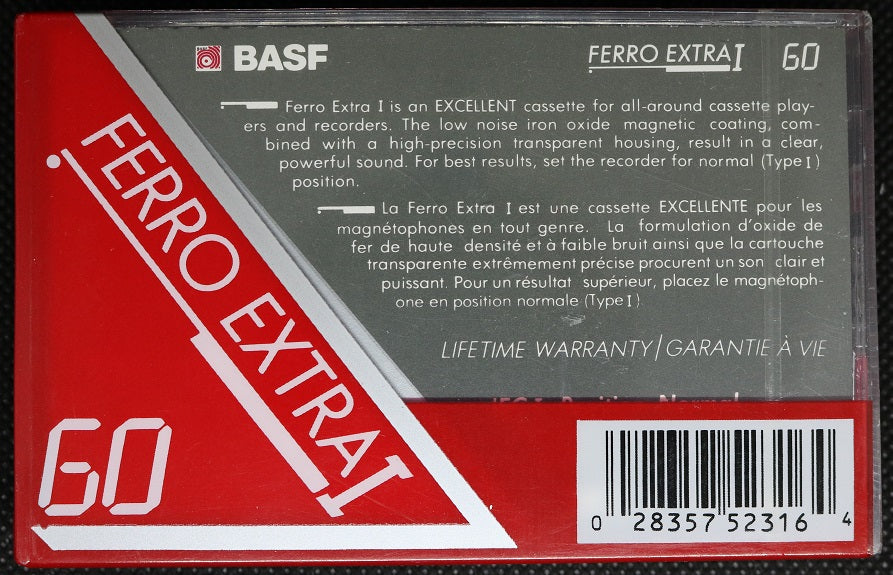 BASF
FERRO EXTRA I 60
Ferro Extra I is an EXCELLENT cassette for all-around cassette play-
ers and recorders. The low noise iron oxide magnetic coating, com-
bined with a high-precision transparent housing, result in a clear,
powerful sound. For best results, set the recorder for normal (Type I)
position.
La Ferro Extra I est une cassette EXCELLENTE pour les
magnétophones en tout genre. La formulation d'oxide de
fer de haute densité et à faible bruit ainsi que la cartouche
transparente extrêmement précise procurent un son clair et
puissant. Pour un résultat supérieur, placez le magnétoph-
one en position normale (Type I)
LIFETIME WARRANTY/GARANTIE À VIE
FERRO EXTRA I
60
0 28357 52316 4